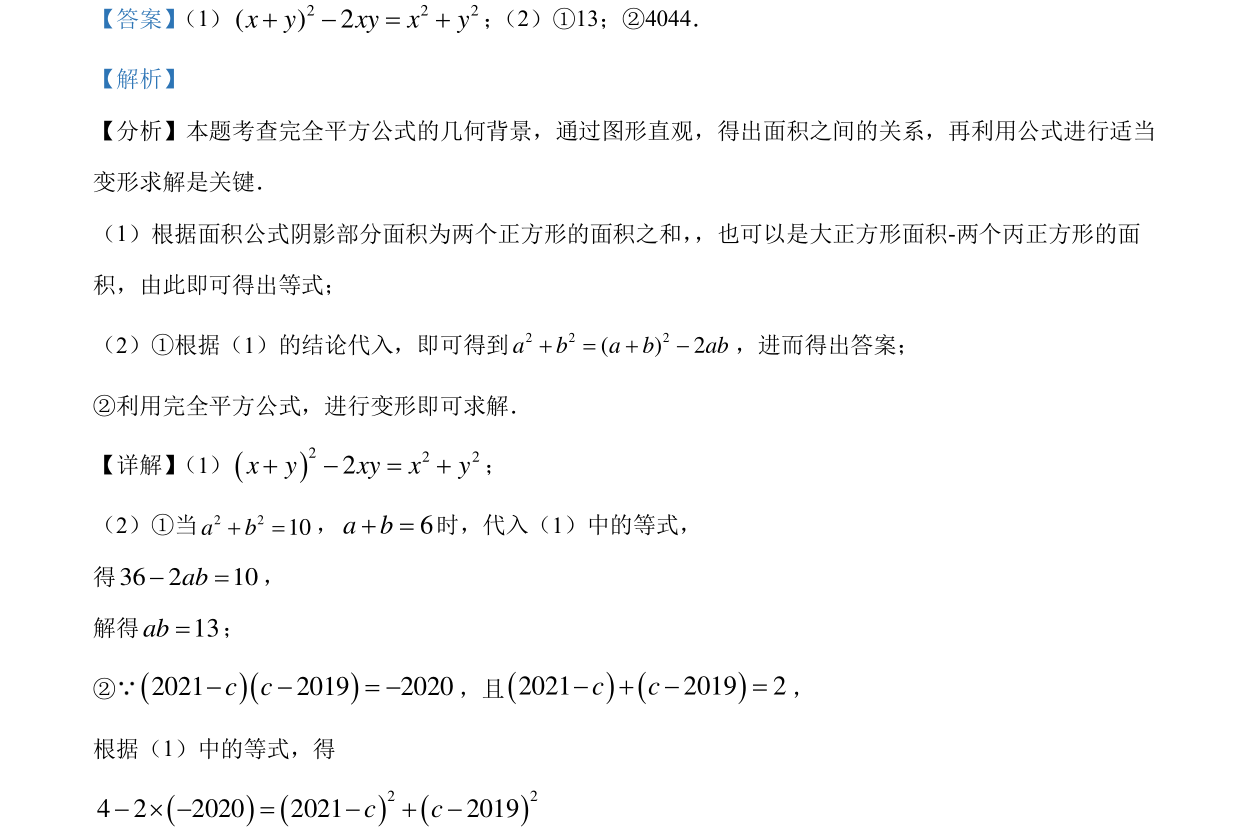 【答案】（1）(x+y)²−2xy=x²+y²；（2）①13；②4044．
【解析】
【分析】本题考查完全平方公式的几何背景，通过图形直观，得出面积之间的关系，再利用公式进行适当
变形求解是关键．
（1）根据面积公式阴影部分面积为两个正方形的面积之和，，也可以是大正方形面积-两个丙正方形的面
积，由此即可得出等式；
（2）①根据（1）的结论代入，即可得到a²+b²=(a+b)²−2ab，进而得出答案；
②利用完全平方公式，进行变形即可求解．
【详解】（1）(x+y)²−2xy=x²+y²；
（2）①当a²+b²=10，a+b=6时，代入（1）中的等式，
得36−2ab=10，
解得ab=13；
②∵(2021−c)(c−2019)=−2020，且(2021−c)+(c−2019)=2，
根据（1）中的等式，得
4−2×(−2020)=(2021−c)²+(c−2019)²